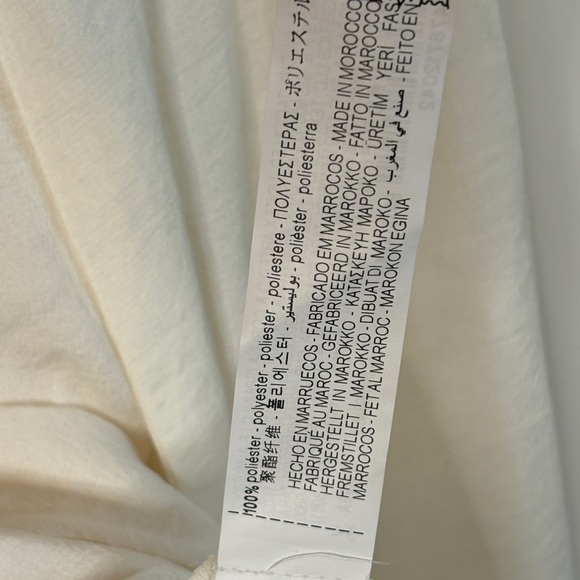 100% poliéster - polyester - poliester - poliestere - ΠΟΛΥΕΣΤΕΡΑΣ - ポリエステル
聚酯纤维 - 폴리에스터 - بوليستير - polièster - poliesterra
HECHO EN MARRUECOS - FABRICADO EM MARROCOS - MADE IN MOROCCO
FABRIQUÉ AU MAROC - GEFABRICEERD IN MAROKKO - FATTO IN MAROCCO
HERGESTELLT IN MAROKKO - ΚΑΤΑΣΚΕΥΗ ΜΑΡΟΚΟ - ÜRETİM YERİ FAS
FREMSTILLET I MAROKKO - DIBUAT DI MAROKO - صنع في المغرب - FEITO EN
MARROCOS - FET AL MARROC - MAROKON EGINA